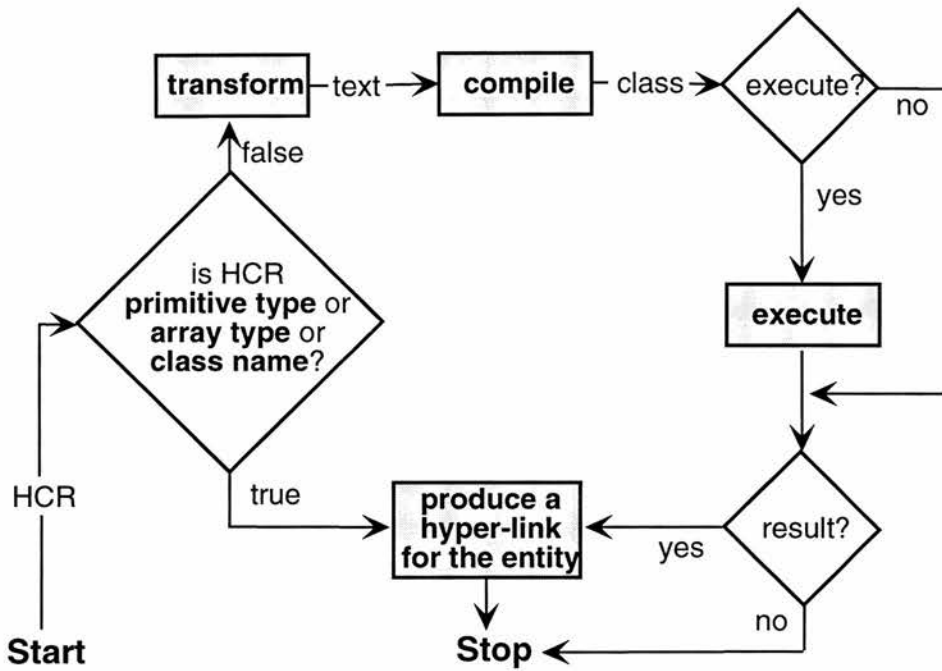 transform
text
compile
class
execute?
no
false
yes
is HCR
primitive type or
array type or
class name?
execute
HCR
true
produce a
hyper-link
for the entity
yes
result?
no
Start
Stop